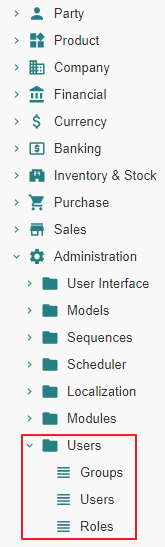 Party
Product
Company
Financial
Currency
Banking
Inventory & Stock
Purchase
Sales
Administration
User Interface
Models
Sequences
Scheduler
Localization
Modules
Users
Groups
Users
Roles